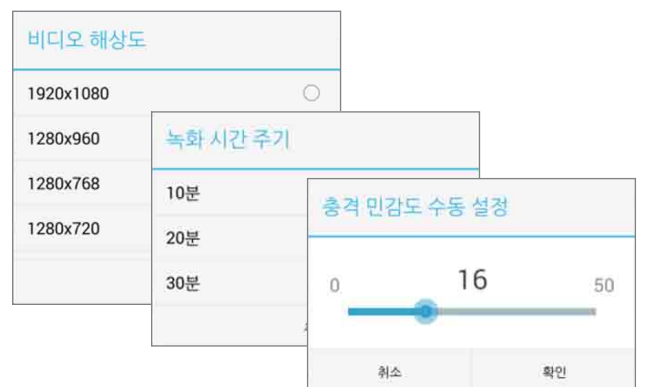 비디오 해상도
1920x1080
1280x960
1280x768
1280x720
녹화 시간 주기
10분
20분
30분
충격 민감도 수동 설정
0
16
50
취소
확인